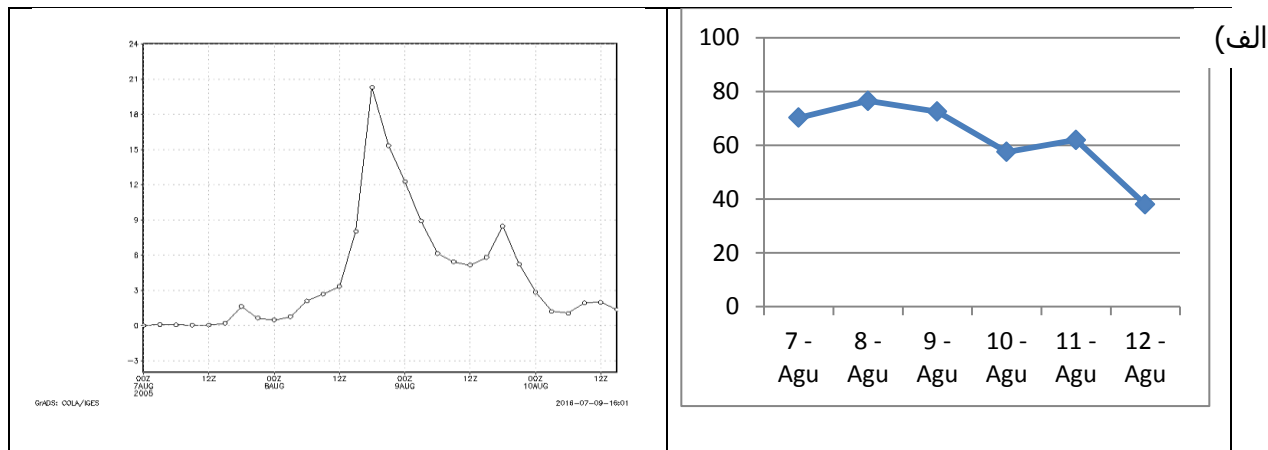 24
21
18
15
12
9
6
3
0
-3
00Z
7AUG
2005
12Z
00Z
8AUG
12Z
00Z
9AUG
12Z
00Z
10AUG
12Z
GrADS: COLA/IGES
2016-07-09-16:01
الف)
100
80
60
40
20
0
7 -
Agu
8 -
Agu
9 -
Agu
10 -
Agu
11 -
Agu
12 -
Agu